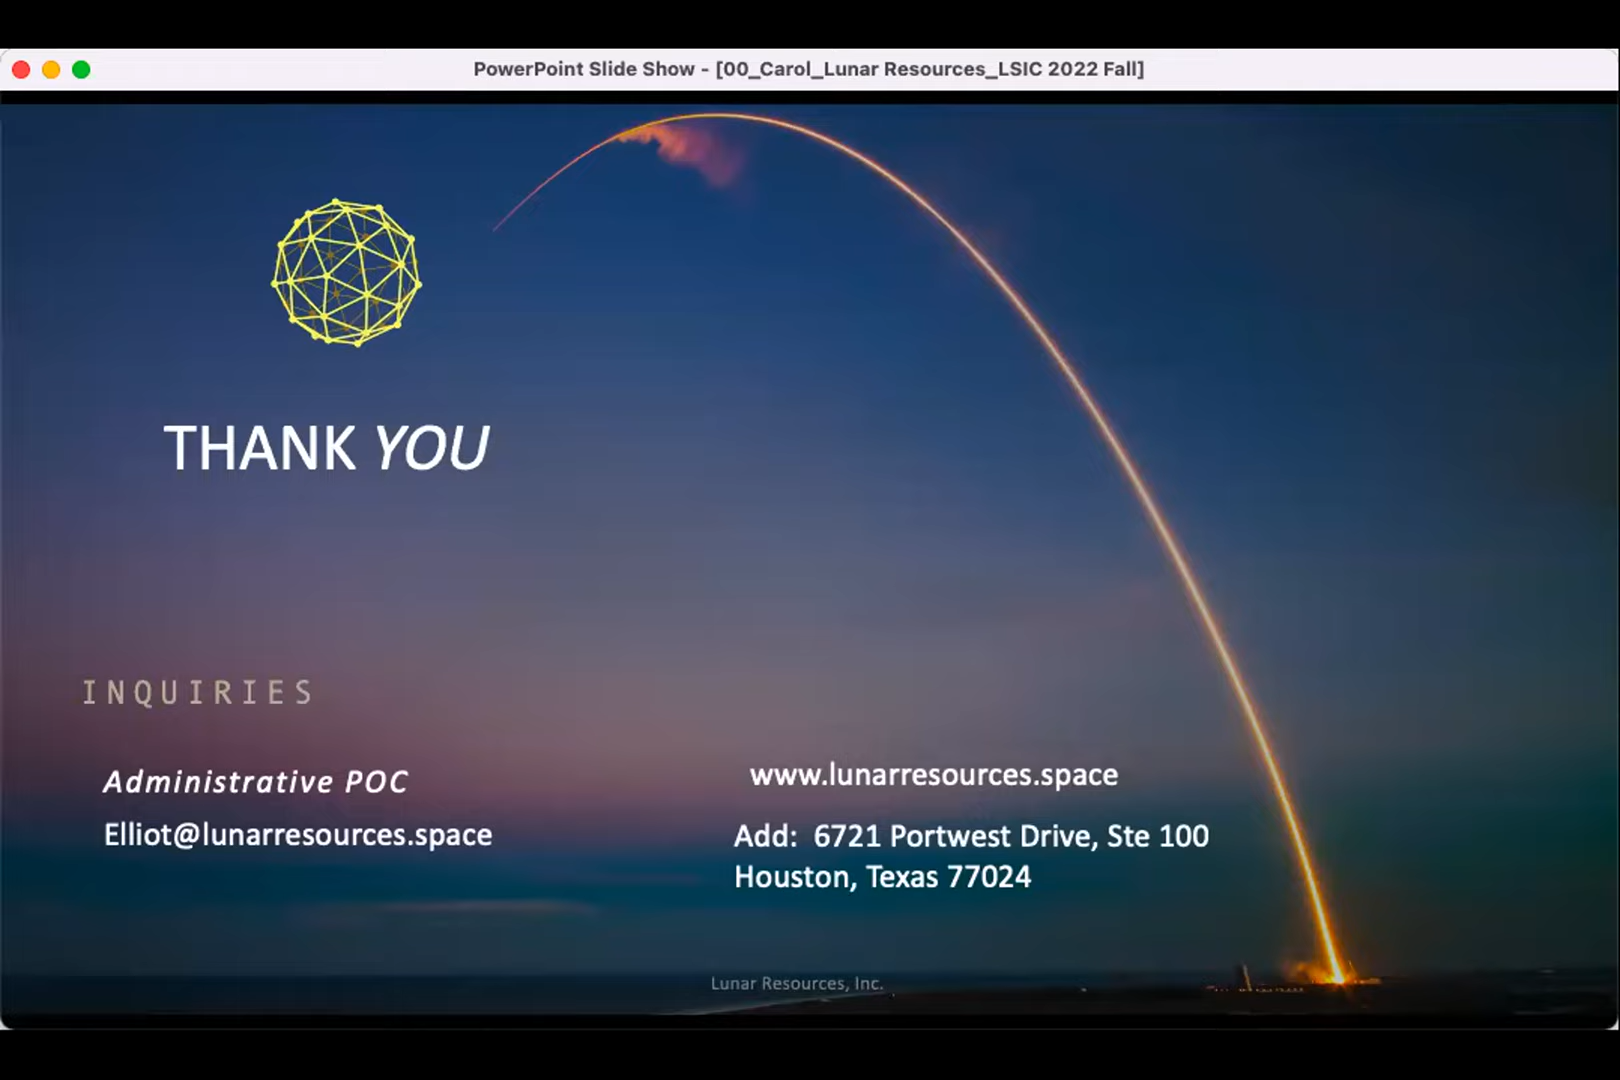 PowerPoint Slide Show - [00_Carol_Lunar Resources_LSIC 2022 Fall]
THANK YOU
INQUIRIES
Administrative POC
Elliot@lunarresources.space
www.lunarresources.space
Add:  6721 Portwest Drive, Ste 100
Houston, Texas 77024
Lunar Resources, Inc.